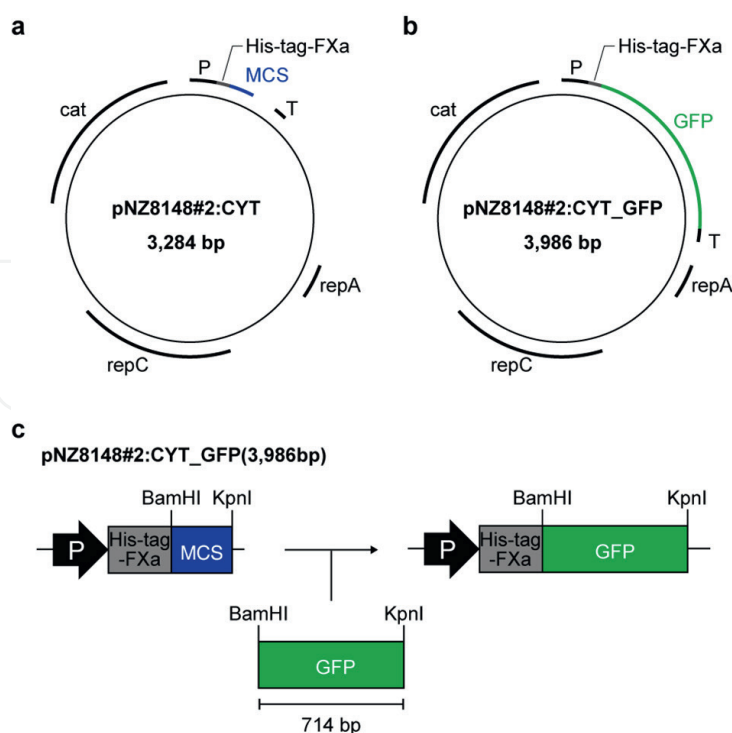 a
His-tag-FXa
P
MCS
cat
T
pNZ8148#2:CYT
3,284 bp
repA
repC
b
His-tag-FXa
P
cat
GFP
pNZ8148#2:CYT_GFP
3,986 bp
T
repA
repC
c
pNZ8148#2:CYT_GFP(3,986bp)
BamHI KpnI
P
His-tag
-FXa
MCS
BamHI KpnI
P
His-tag
-FXa
GFP
BamHI KpnI
GFP
714 bp